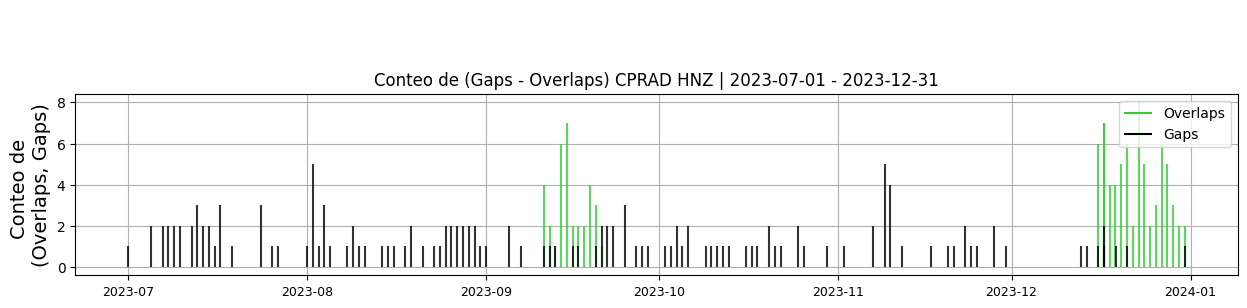 Conteo de (Gaps - Overlaps) CPRAD HNZ | 2023-07-01 - 2023-12-31
Conteo de
(Overlaps, Gaps)
8
6
4
2
0
Overlaps
Gaps
2023-07
2023-08
2023-09
2023-10
2023-11
2023-12
2024-01